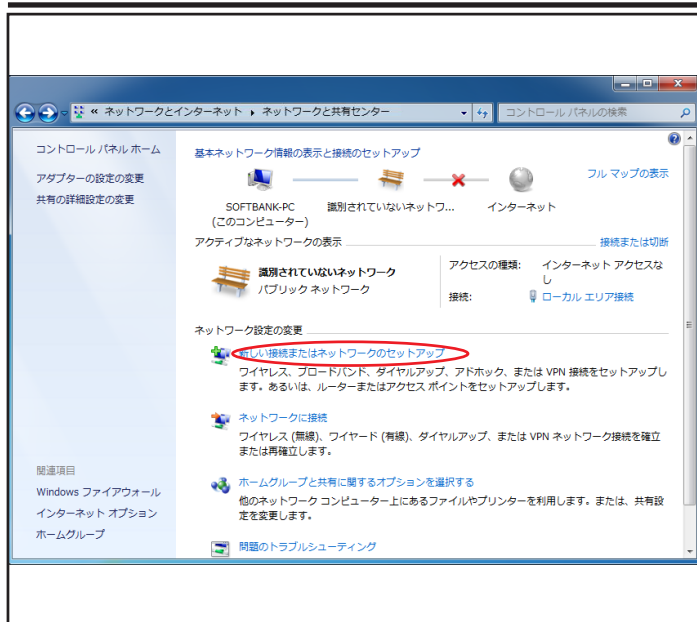 « ネットワークとインターネット ▸ ネットワークと共有センター
コントロール パネルの検索
コントロール パネル ホーム
アダプターの設定の変更
共有の詳細設定の変更
基本ネットワーク情報の表示と接続のセットアップ
フル マップの表示
SOFTBANK-PC
(このコンピューター)
識別されていないネットワ...
インターネット
アクティブなネットワークの表示
接続または切断
識別されていないネットワーク
パブリック ネットワーク
アクセスの種類: インターネット アクセスな
し
接続: ローカル エリア接続
ネットワーク設定の変更
新しい接続またはネットワークのセットアップ
ワイヤレス、ブロードバンド、ダイヤルアップ、アドホック、または VPN 接続をセットアップし
ます。あるいは、ルーターまたはアクセス ポイントをセットアップします。
ネットワークに接続
ワイヤレス (無線)、ワイヤード (有線)、ダイヤルアップ、または VPN ネットワーク接続を確立
または再確立します。
ホームグループと共有に関するオプションを選択する
他のネットワーク コンピューター上にあるファイルやプリンターを利用します。または、共有設
定を変更します。
問題のトラブルシューティング
関連項目
Windows ファイアウォール
インターネット オプション
ホームグループ